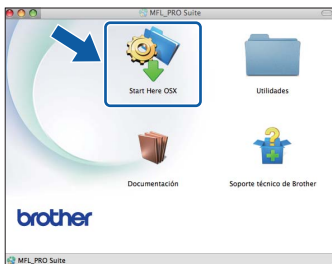 MFL_PRO Suite
Start Here OSX
Utilidades
Documentación
Soporte técnico de Brother
brother
MFL_PRO Suite